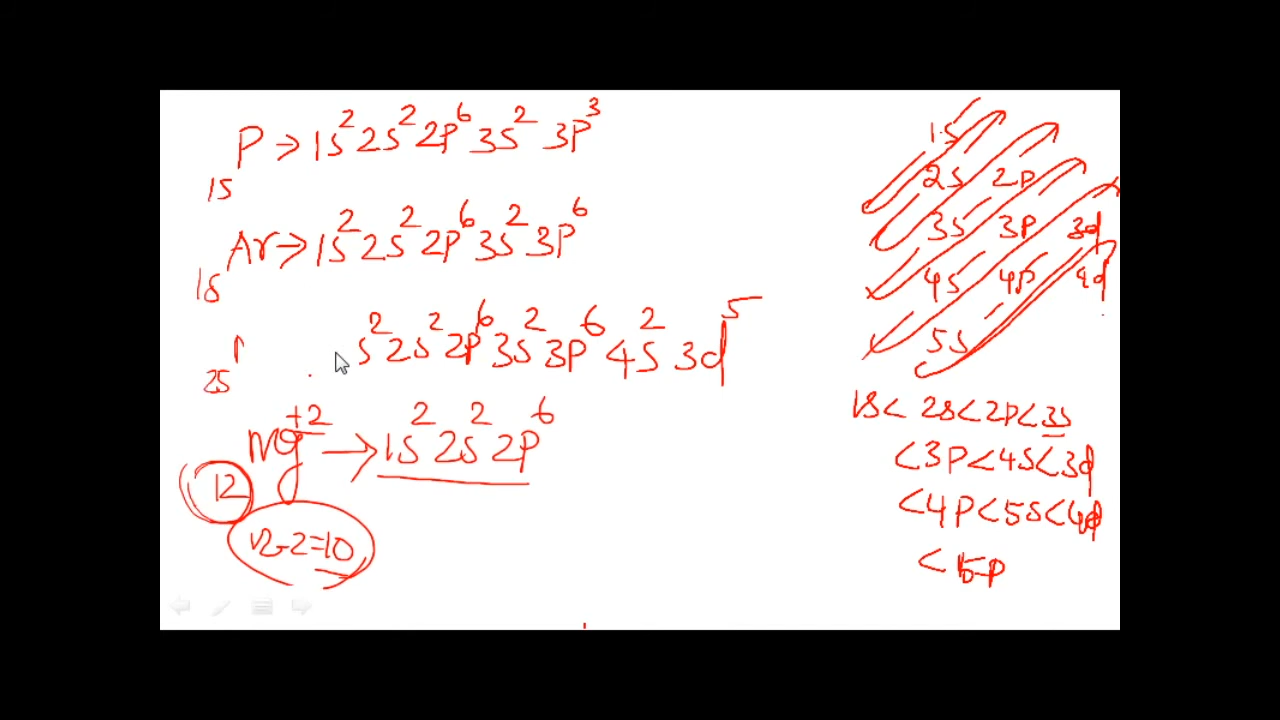 P → 1s² 2s² 2p⁶ 3s² 3p³
15
Ar → 1s² 2s² 2p⁶ 3s² 3p⁶
18
s² 2s² 2p⁶ 3s² 3p⁶ 4s² 3d⁵
25
Mg⁺² → 1s² 2s² 2p⁶
12
12-2=10
1s
2s 2p
3s 3p 3d
4s 4p 4d
5s
1s < 2s < 2p < 3s
< 3p < 4s < 3d
< 4p < 5s < 4d
< 5p